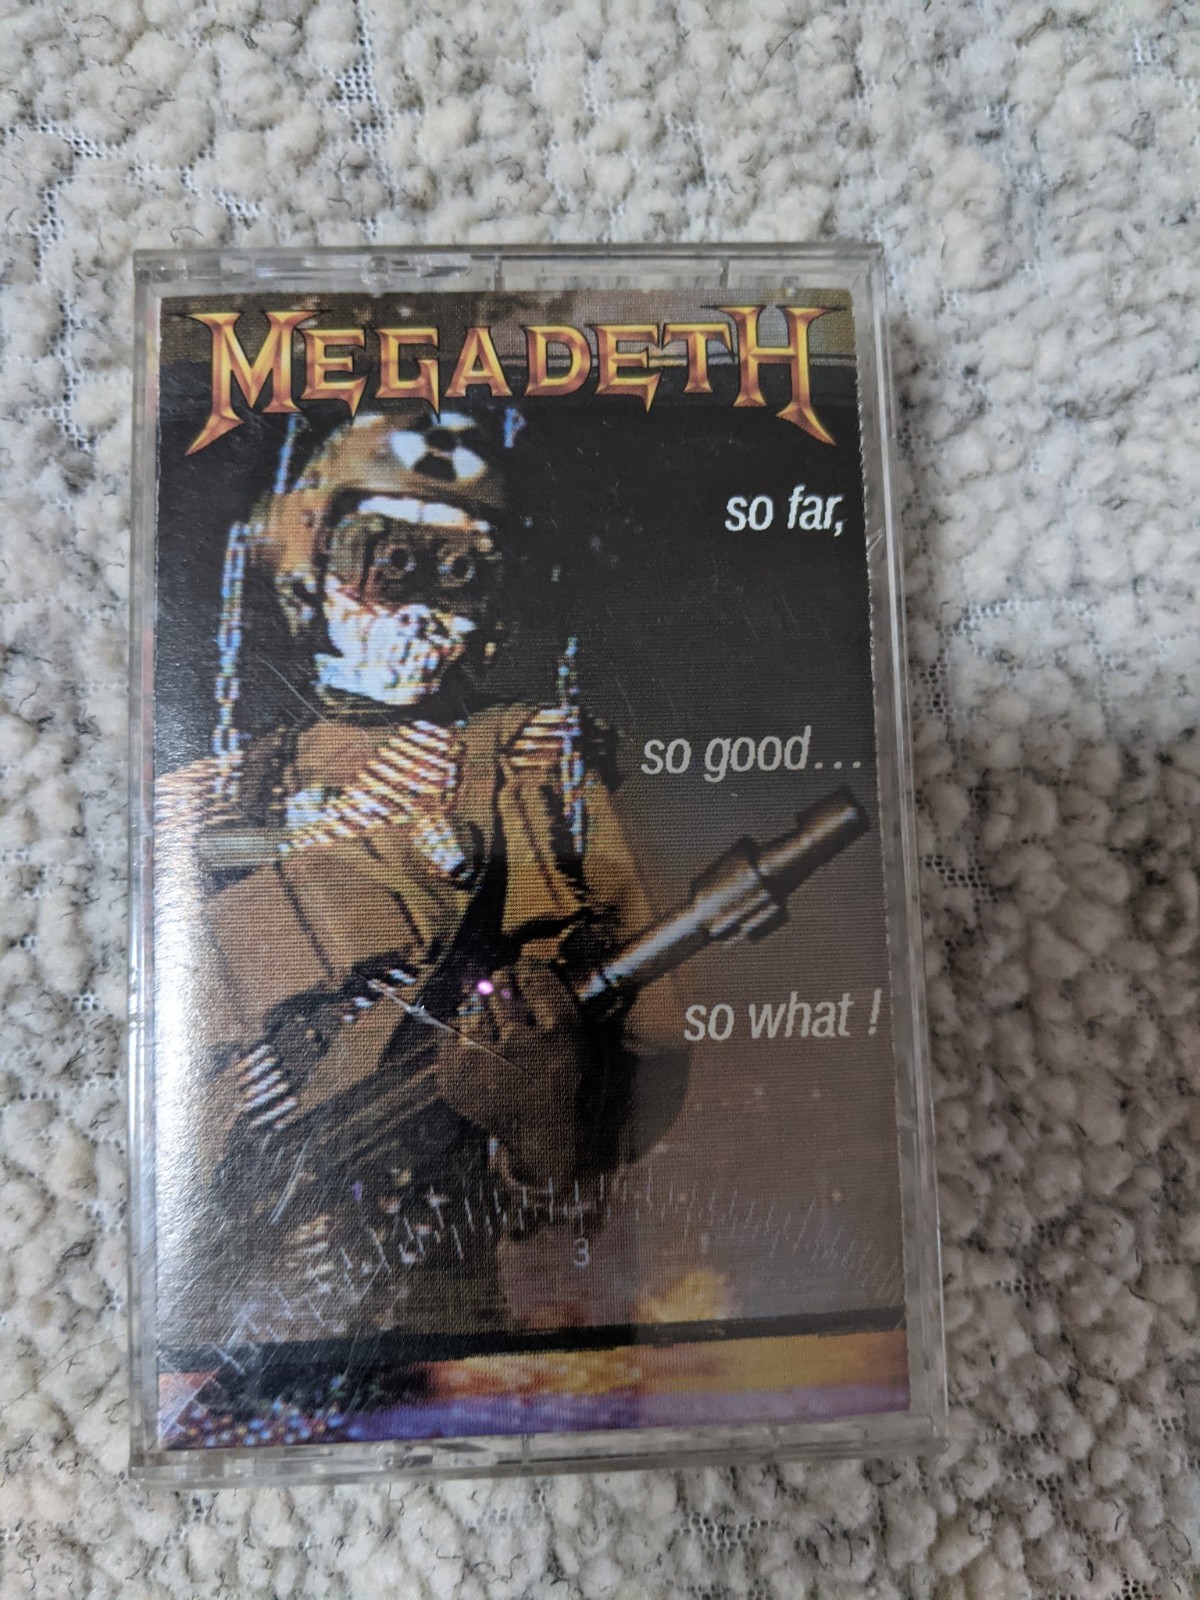 MEGADETH
so far,
so good...
so what !
3